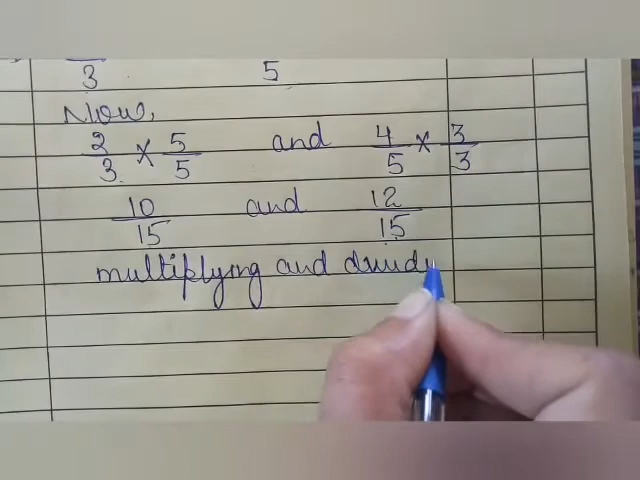 3 5
Now,
2/3 × 5/5 and 4/5 × 3/3
10/15 and 12/15
multiplying and divid